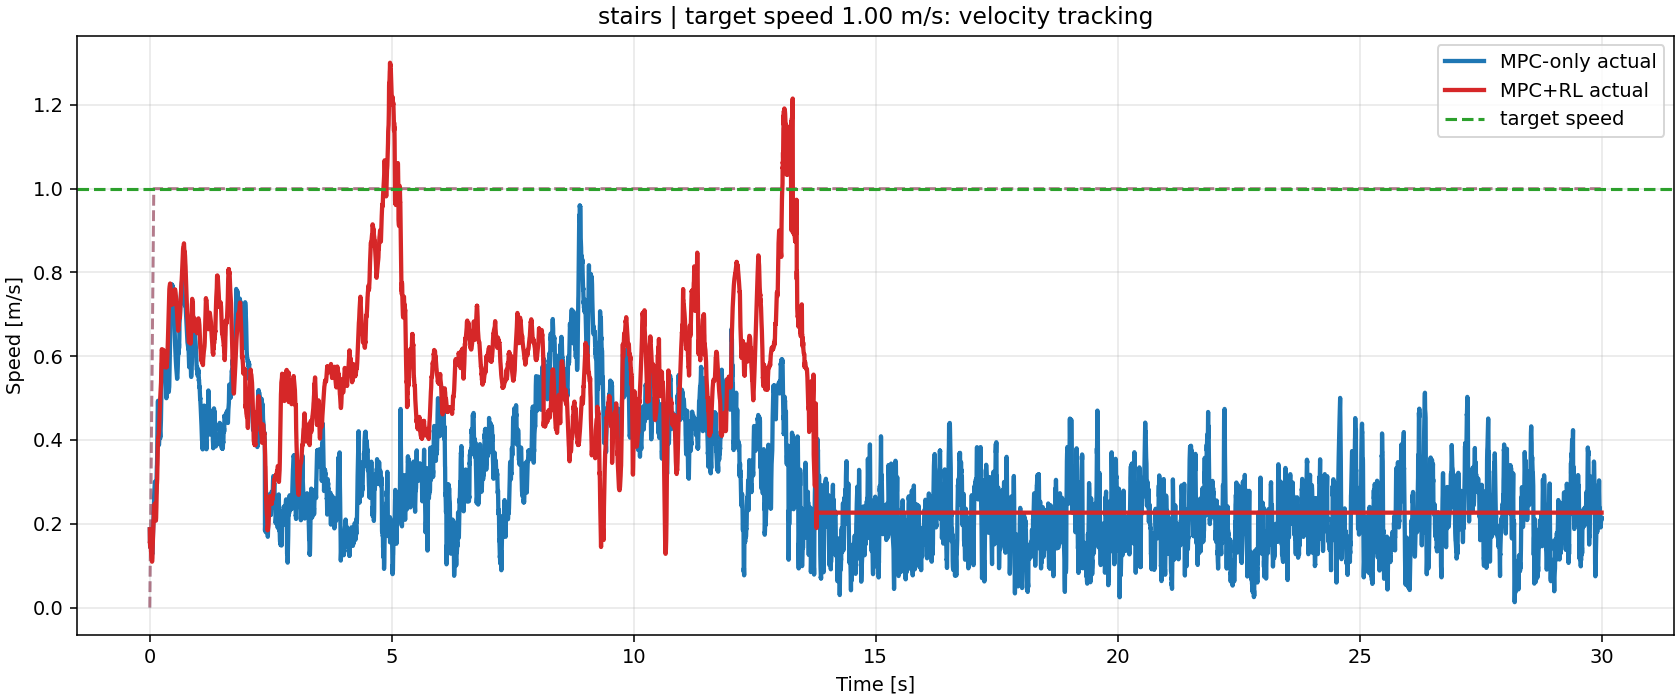 stairs | target speed 1.00 m/s: velocity tracking
MPC-only actual
MPC+RL actual
target speed
Speed [m/s]
1.2
1.0
0.8
0.6
0.4
0.2
0.0
0 5 10 15 20 25 30
Time [s]